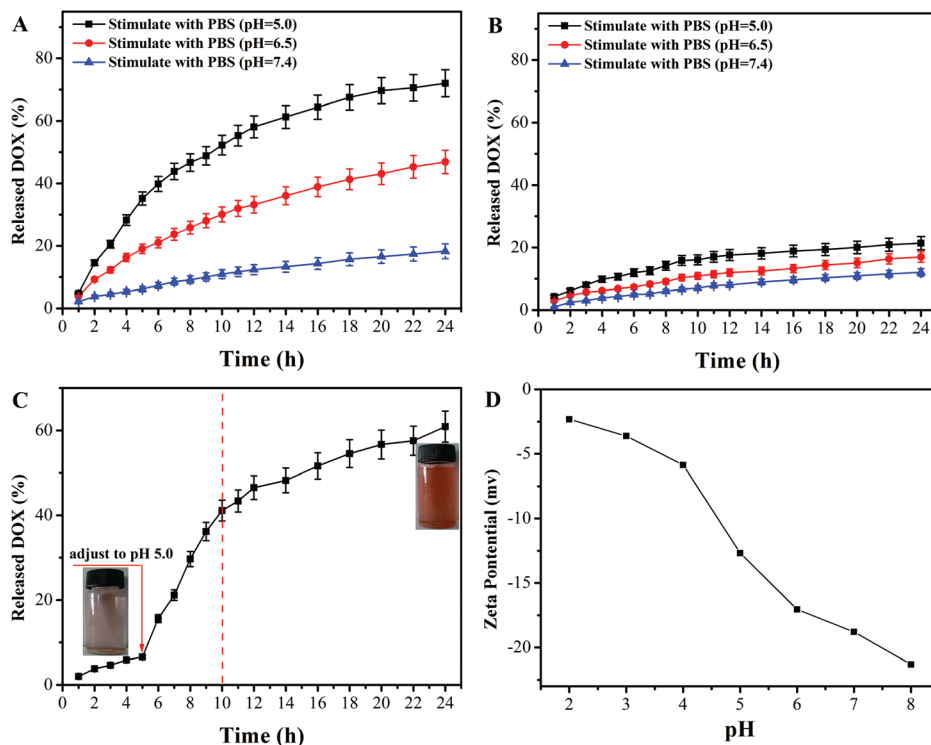 A
Stimulate with PBS (pH=5.0)
Stimulate with PBS (pH=6.5)
Stimulate with PBS (pH=7.4)
80
60
40
20
0
Released DOX (%)
0 2 4 6 8 10 12 14 16 18 20 22 24
Time (h)
B
Stimulate with PBS (pH=5.0)
Stimulate with PBS (pH=6.5)
Stimulate with PBS (pH=7.4)
80
60
40
20
0
Released DOX (%)
0 2 4 6 8 10 12 14 16 18 20 22 24
Time (h)
C
60
40
20
0
Released DOX (%)
adjust to pH 5.0
0 2 4 6 8 10 12 14 16 18 20 22 24
Time (h)
D
0
-5
-10
-15
-20
Zeta Pontential (mv)
2 3 4 5 6 7 8
pH